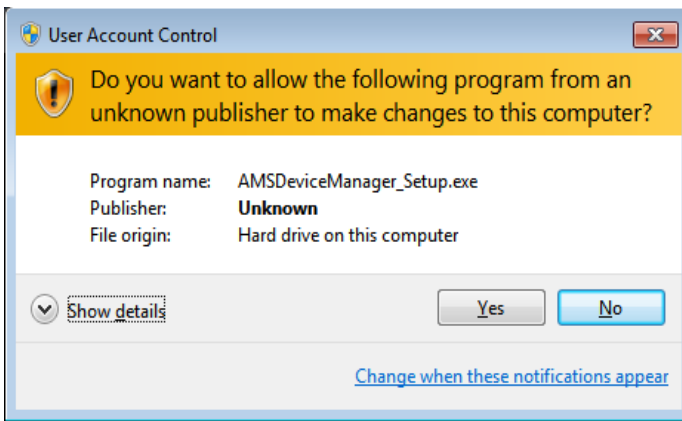 User Account Control
Do you want to allow the following program from an
unknown publisher to make changes to this computer?
Program name: AMSDeviceManager_Setup.exe
Publisher: Unknown
File origin: Hard drive on this computer
Show details
Yes No
Change when these notifications appear